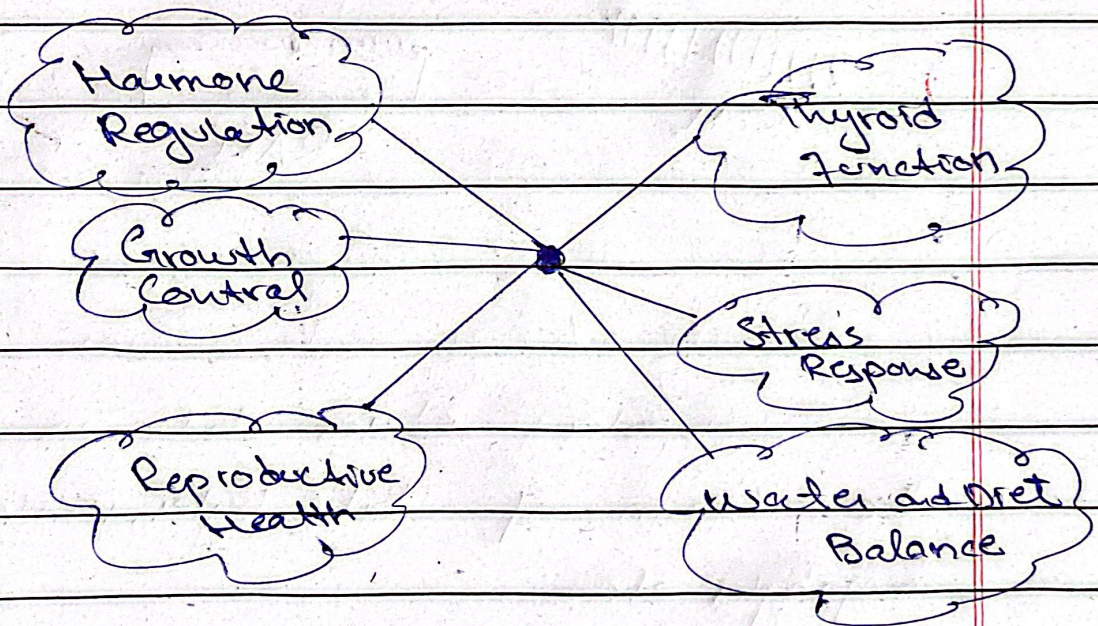 Harmone
Regulation
Growth
Control
Reproductive
Health
Thyroid
Function
Stress
Response
Water and Diet
Balance